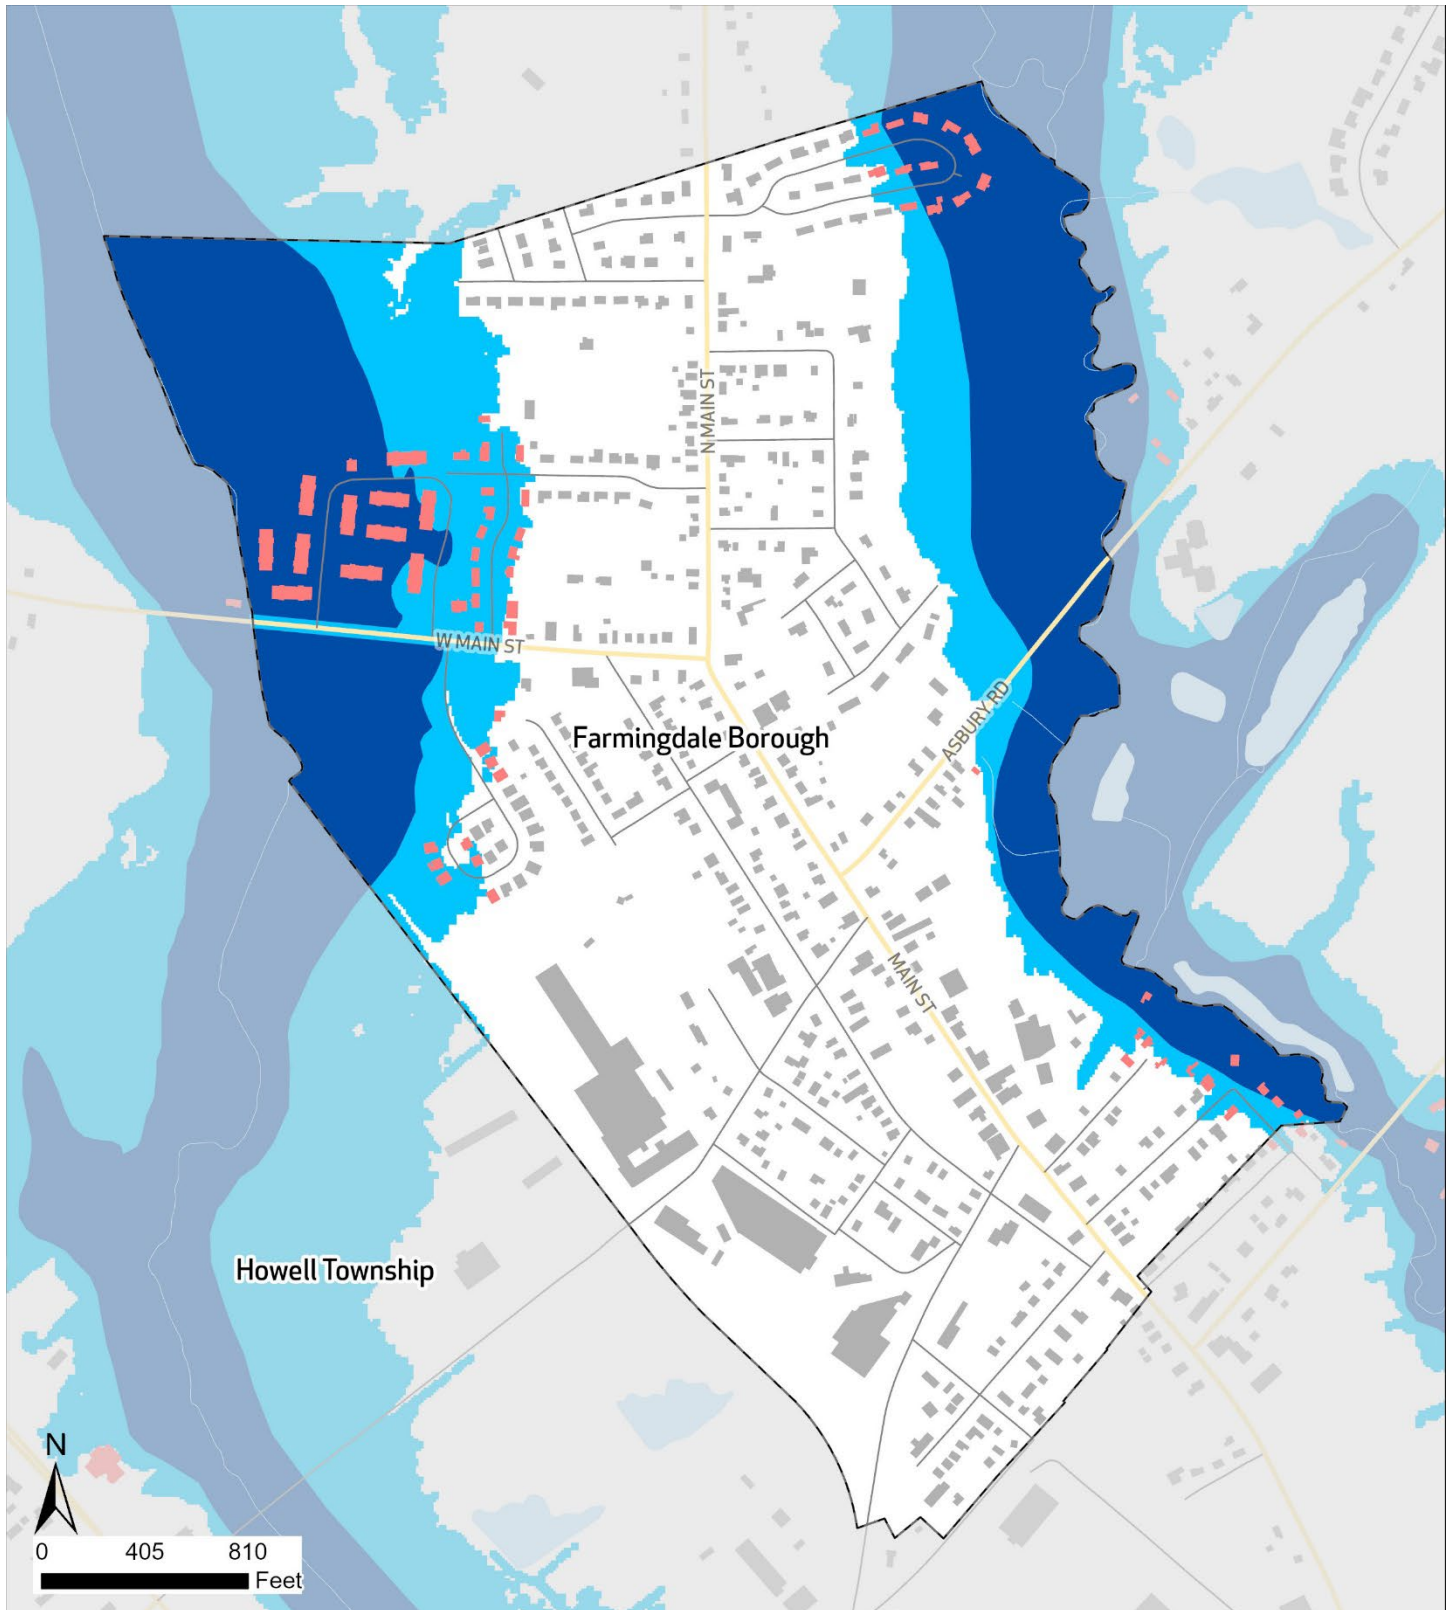 N MAIN ST
W MAIN ST
Farmingdale Borough
ASBURY RD
MAIN ST
Howell Township
N
0 405 810
Feet